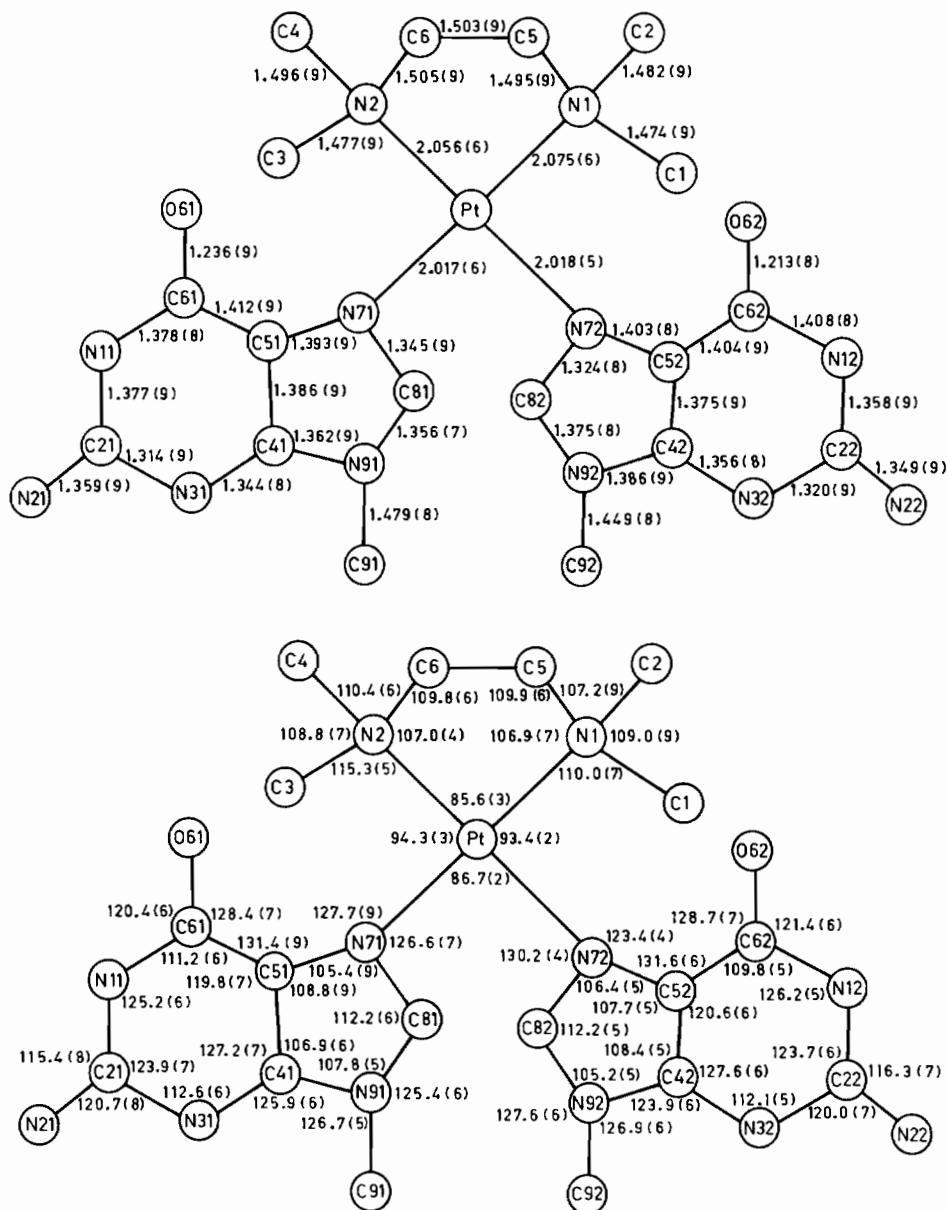 C4 C6 1.503(9) C5 C2
1.496(9) 1.505(9) 1.495(9) 1.482(9)
N2 N1
1.477(9) 1.474(9)
C3 2.056(6) 2.075(6) C1
O61 Pt O62
1.236(9) 2.017(6) 2.018(5) 1.213(8)
C61 1.412(9) N71 N72 1.403(8) C62 1.408(8)
1.378(8) C51 1.393(9) 1.404(9)
N11 1.345(9) 1.324(8) C52 N12
1.377(9) 1.386(9) C81 C82 1.375(9) 1.358(9)
C21 1.314(9) C41 1.362(9) 1.356(7) 1.375(8) C42 1.356(8) C22
1.359(9) 1.344(8) N91 N92 1.386(9) 1.320(9) 1.349(9)
N21 N31 N32 N22
1.479(8) 1.449(8)
C91 C92
C4 C6 C5 C2
110.4(6) 109.8(6) 109.9(6) 107.2(9)
108.8(7) N2 107.0(4) 106.9(7) N1 109.0(9)
115.3(5) 110.0(7)
C3 C1
85.6(3)
O61 94.3(3) Pt 93.4(2) O62
86.7(2)
120.4(6) 128.4(7) 127.7(9) 128.7(7) 121.4(6)
C61 N71 126.6(7) 123.4(4) C62
111.2(6) 131.4(9) 130.2(4) N72 131.6(6) 109.8(5)
N11 119.8(7) C51 105.4(9) 106.4(5) C52 N12
125.2(6) 108.8(9) 107.7(5) 120.6(6) 126.2(5)
112.2(6) C81 C82 112.2(5)
115.4(8) 127.2(7) 106.9(6) 108.4(5) 123.7(6)
C21 123.9(7) C41 107.8(5) 105.2(5) C42 127.6(6) C22 116.3(7)
120.7(8) 112.6(6) 125.9(6) N91 125.4(6) N92 123.9(6) 112.1(5) 120.0(7)
N21 N31 126.7(5) 127.6(6) 126.9(6) N32 N22
C91 C92